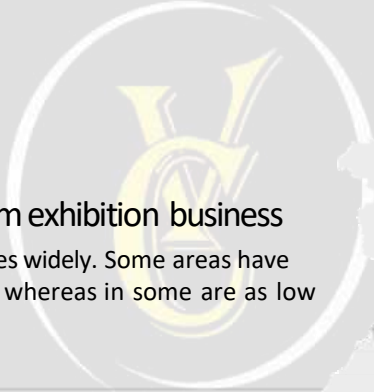 m exhibition business
es widely. Some areas have
whereas in some are as low